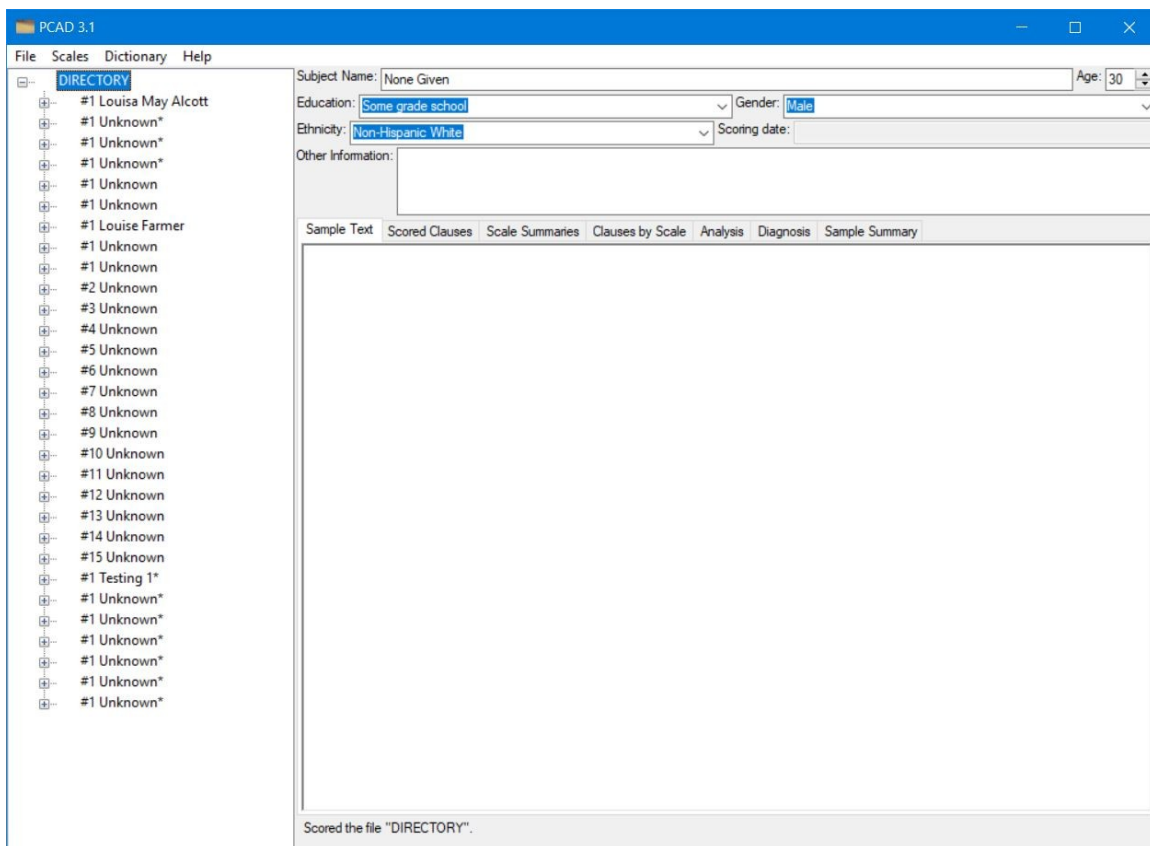 PCAD 3.1
File Scales Dictionary Help
DIRECTORY
#1 Louisa May Alcott
#1 Unknown*
#1 Unknown*
#1 Unknown*
#1 Unknown
#1 Unknown
#1 Louise Farmer
#1 Unknown
#1 Unknown
#2 Unknown
#3 Unknown
#4 Unknown
#5 Unknown
#6 Unknown
#7 Unknown
#8 Unknown
#9 Unknown
#10 Unknown
#11 Unknown
#12 Unknown
#13 Unknown
#14 Unknown
#15 Unknown
#1 Testing 1*
#1 Unknown*
#1 Unknown*
#1 Unknown*
#1 Unknown*
#1 Unknown*
#1 Unknown*
Subject Name: None Given Age: 30
Education: Some grade school Gender: Male
Ethnicity: Non-Hispanic White Scoring date:
Other Information:
Sample Text Scored Clauses Scale Summaries Clauses by Scale Analysis Diagnosis Sample Summary
Scored the file "DIRECTORY".